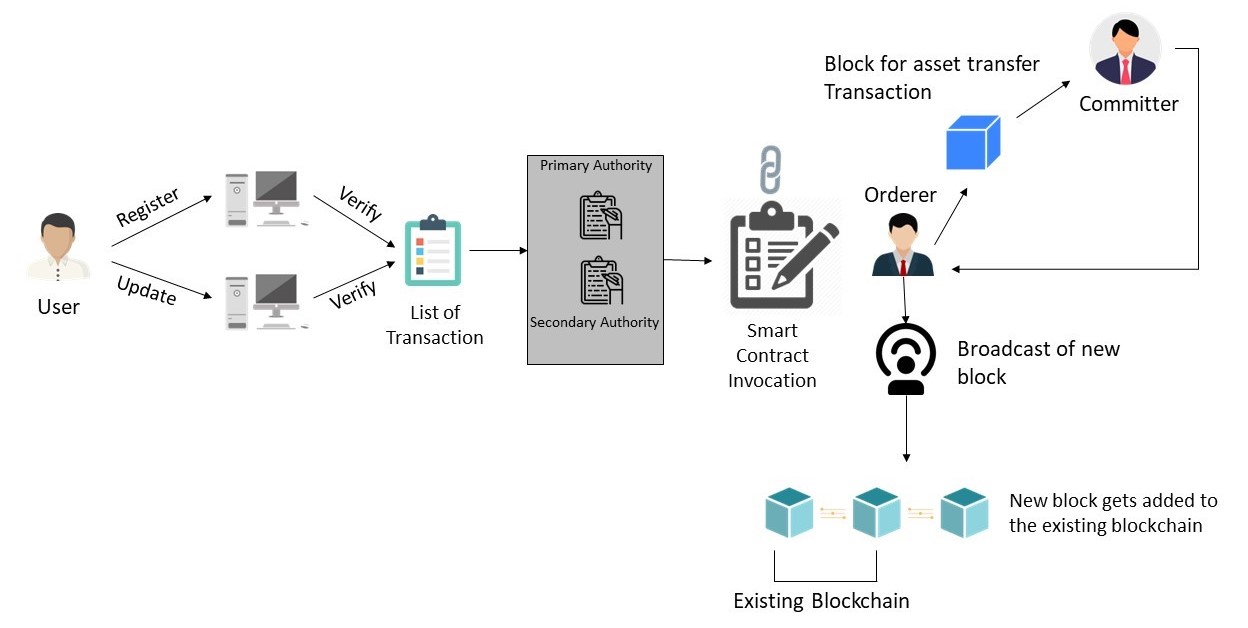 Register
Update
User
Verify
Verify
List of
Transaction
Primary Authority
Secondary Authority
Smart
Contract
Invocation
Orderer
Block for asset transfer
Transaction
Committer
Broadcast of new
block
New block gets added to
the existing blockchain
Existing Blockchain